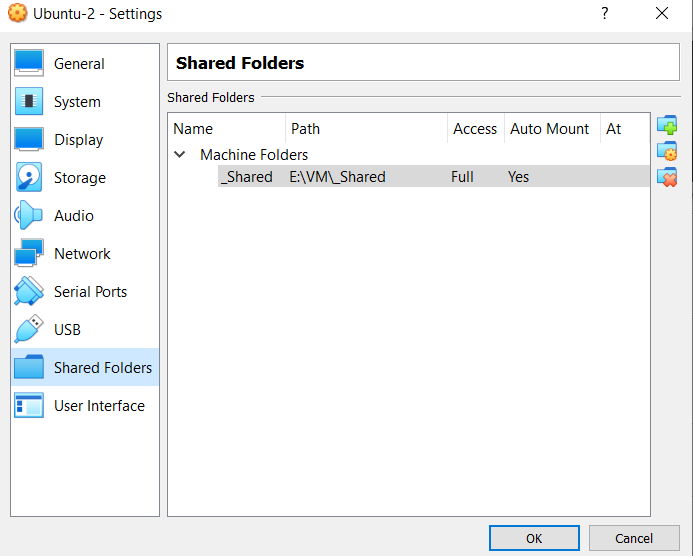 Ubuntu-2 - Settings ?
General
System
Display
Storage
Audio
Network
Serial Ports
USB
Shared Folders
User Interface
Shared Folders
Shared Folders
Name Path Access Auto Mount At
Machine Folders
_Shared E:\VM\_Shared Full Yes
OK Cancel